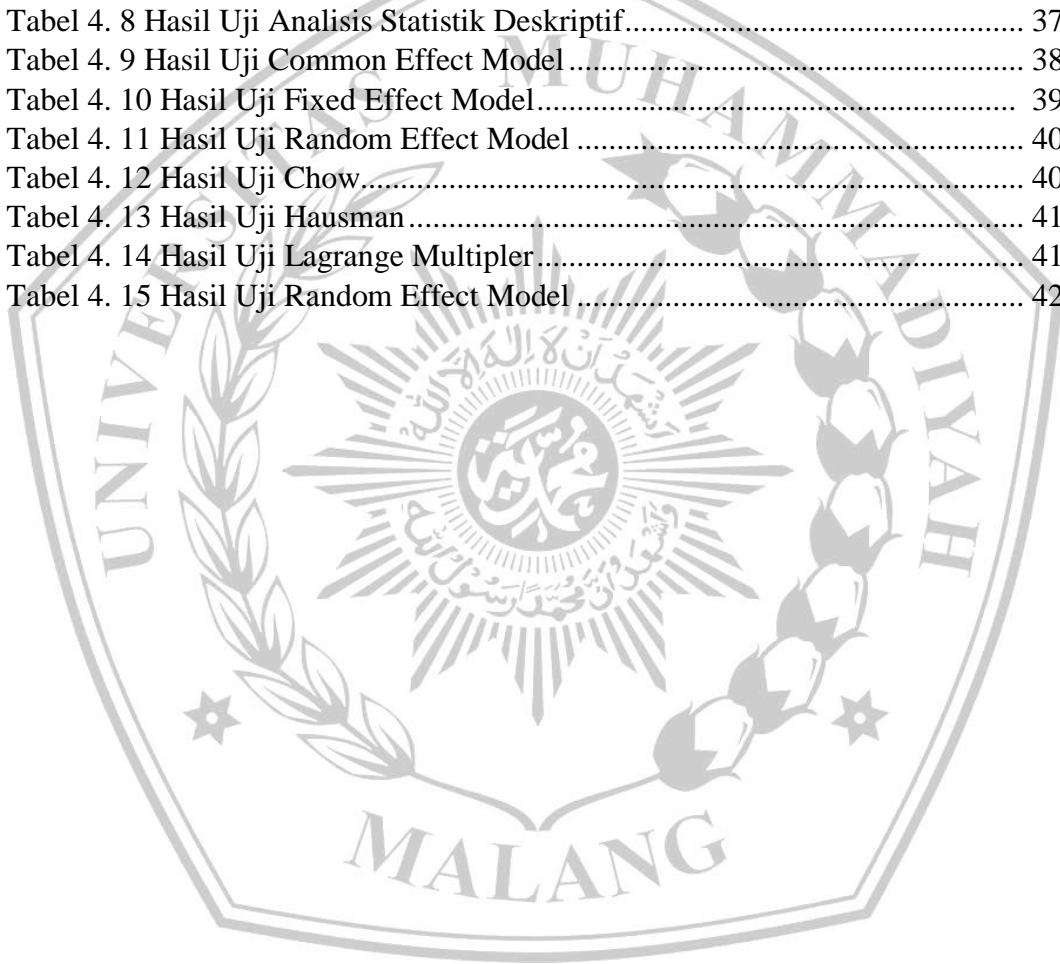 Tabel 4. 8 Hasil Uji Analisis Statistik Deskriptif.................................................. 37
Tabel 4. 9 Hasil Uji Common Effect Model ......................................................... 38
Tabel 4. 10 Hasil Uji Fixed Effect Model............................................................. 39
Tabel 4. 11 Hasil Uji Random Effect Model ........................................................ 40
Tabel 4. 12 Hasil Uji Chow................................................................................... 40
Tabel 4. 13 Hasil Uji Hausman ............................................................................. 41
Tabel 4. 14 Hasil Uji Lagrange Multipler............................................................. 41
Tabel 4. 15 Hasil Uji Random Effect Model ........................................................ 42
UNIVERSITAS MUHAMMADIYAH
MALANG